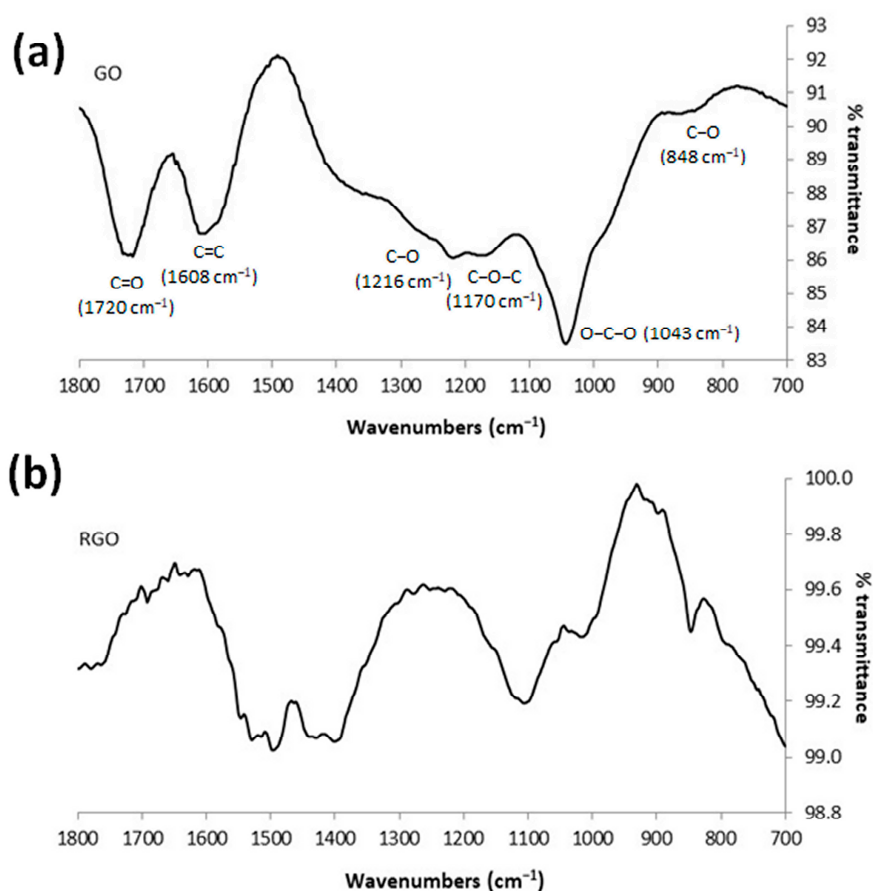 (a)
GO
93
92
91
90
89
88
87
86
85
84
83
% transmittance
C=O
(1720 cm⁻¹)
C=C
(1608 cm⁻¹)
C–O
(1216 cm⁻¹)
C–O–C
(1170 cm⁻¹)
O–C–O (1043 cm⁻¹)
C–O
(848 cm⁻¹)
1800 1700 1600 1500 1400 1300 1200 1100 1000 900 800 700
Wavenumbers (cm⁻¹)
(b)
RGO
100.0
99.8
99.6
99.4
99.2
99.0
98.8
% transmittance
1800 1700 1600 1500 1400 1300 1200 1100 1000 900 800 700
Wavenumbers (cm⁻¹)